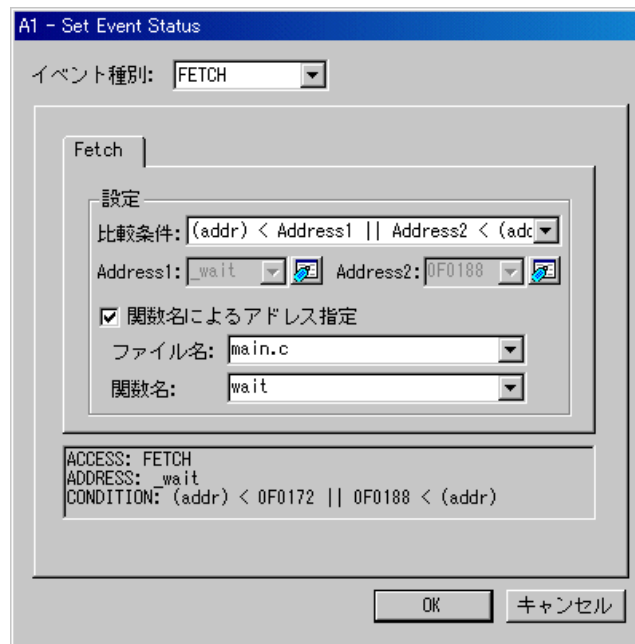 A1 - Set Event Status
イベント種別: FETCH
Fetch
設定
比較条件: (addr) < Address1 || Address2 < (adc
Address1: _wait Address2: 0F0188
関数名によるアドレス指定
ファイル名: main.c
関数名: wait
ACCESS: FETCH
ADDRESS: _wait
CONDITION: (addr) < 0F0172 || 0F0188 < (addr)
OK キャンセル